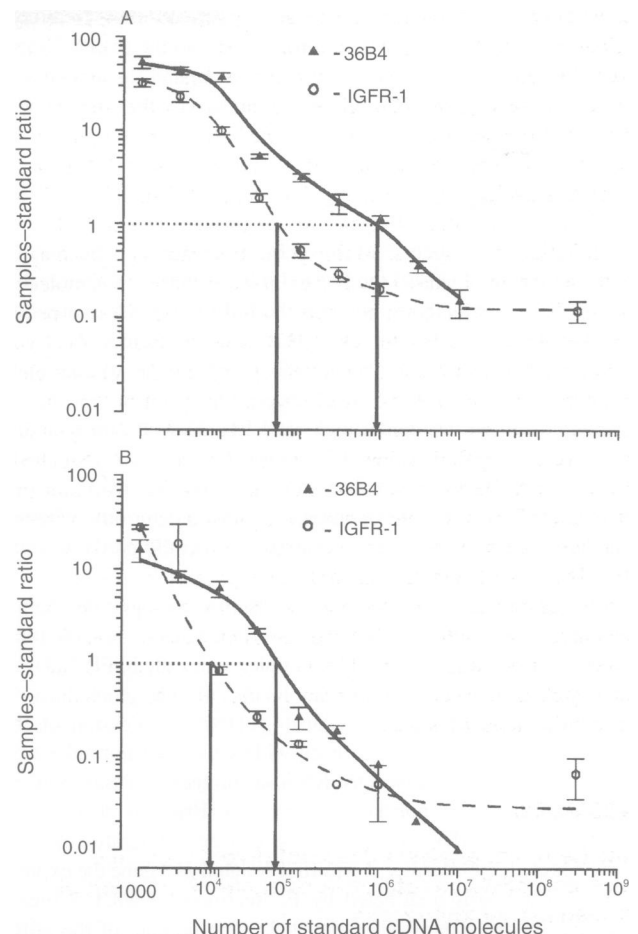 A
- 36B4
- IGFR-1
100
10
1
0.1
0.01
Samples–standard ratio
B
- 36B4
- IGFR-1
100
10
1
0.1
0.01
Samples–standard ratio
1000 10⁴ 10⁵ 10⁶ 10⁷ 10⁸ 10⁹
Number of standard cDNA molecules